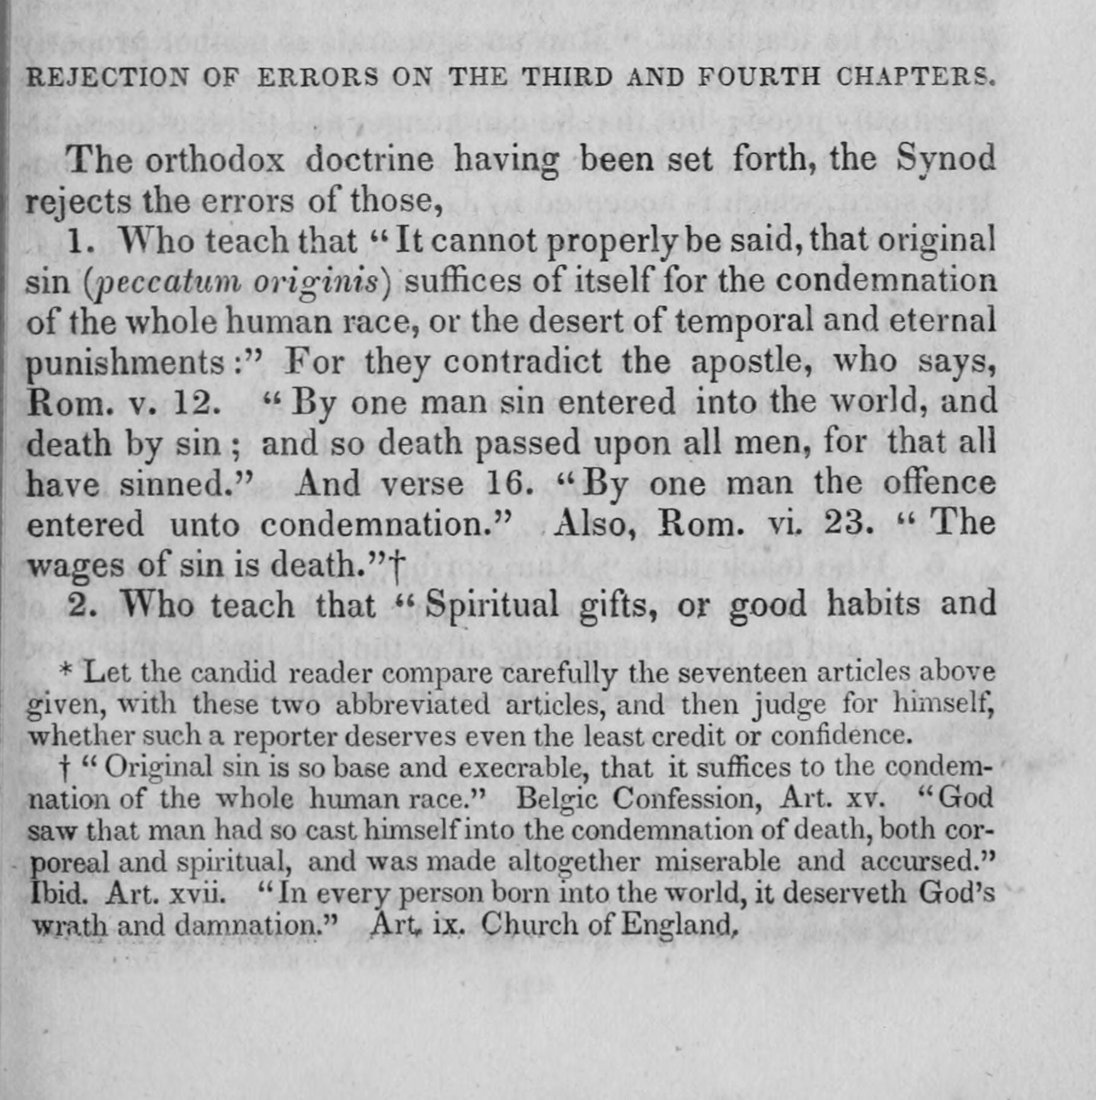 REJECTION OF ERRORS ON THE THIRD AND FOURTH CHAPTERS.
The orthodox doctrine having been set forth, the Synod
rejects the errors of those,
1. Who teach that “ It cannot properly be said, that original
sin (peccatum originis) suffices of itself for the condemnation
of the whole human race, or the desert of temporal and eternal
punishments :” For they contradict the apostle, who says,
Rom. v. 12. “ By one man sin entered into the world, and
death by sin ; and so death passed upon all men, for that all
have sinned.” And verse 16. “ By one man the offence
entered unto condemnation.” Also, Rom. vi. 23. “ The
wages of sin is death.”†
2. Who teach that “ Spiritual gifts, or good habits and
* Let the candid reader compare carefully the seventeen articles above
given, with these two abbreviated articles, and then judge for himself,
whether such a reporter deserves even the least credit or confidence.
† “ Original sin is so base and execrable, that it suffices to the condem-
nation of the whole human race.” Belgic Confession, Art. xv. “ God
saw that man had so cast himself into the condemnation of death, both cor-
poreal and spiritual, and was made altogether miserable and accursed.”
Ibid. Art. xvii. “ In every person born into the world, it deserveth God’s
wrath and damnation.” Art. ix. Church of England.